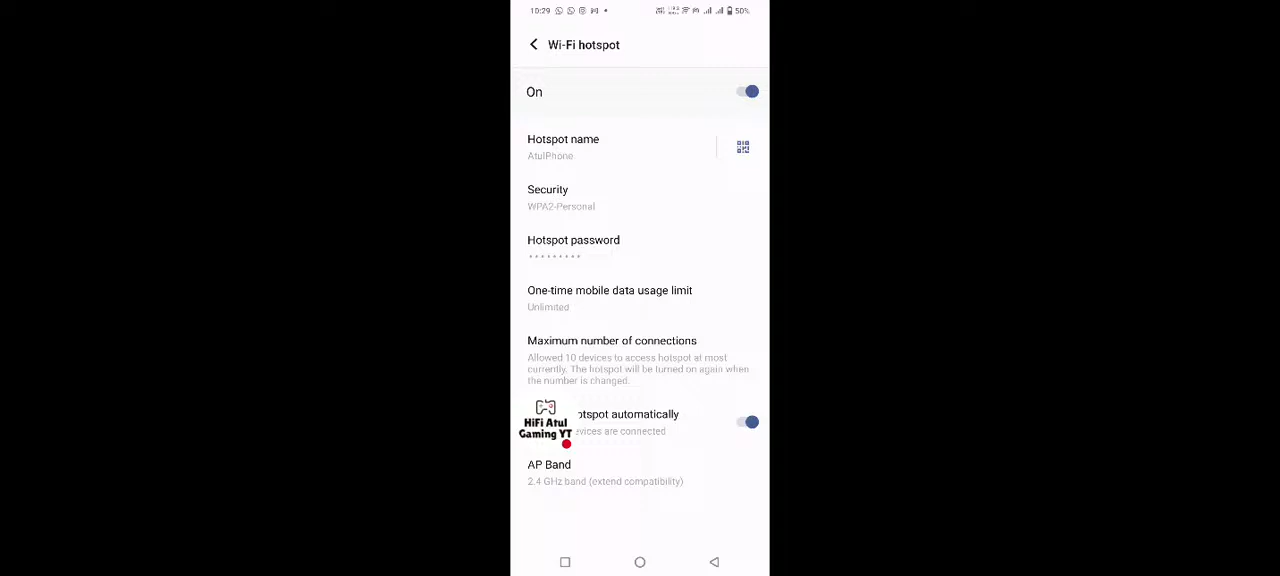 10:29
50%
Wi-Fi hotspot
On
Hotspot name
AtulPhone
Security
WPA2-Personal
Hotspot password
*********
One-time mobile data usage limit
Unlimited
Maximum number of connections
Allowed 10 devices to access hotspot at most
currently. The hotspot will be turned on again when
the number is changed.
otspot automatically
evices are connected
HiFi Atul
Gaming YT
AP Band
2.4 GHz band (extend compatibility)